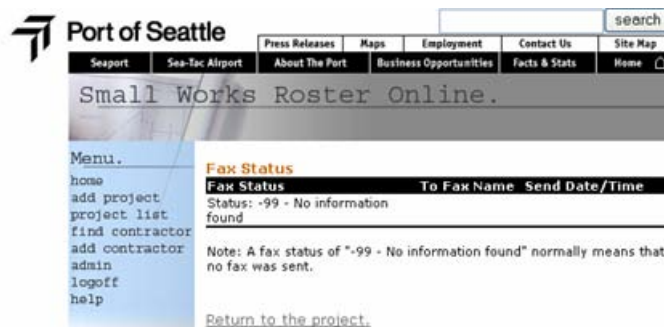 search
Port of Seattle
Press Releases Maps Employment Contact Us Site Map
Seaport Sea-Tac Airport About The Port Business Opportunities Facts & Stats Home
Small Works Roster Online.
Menu.
home
add project
project list
find contractor
add contractor
admin
logoff
help
Fax Status
Fax Status To Fax Name Send Date/Time
Status: -99 - No information
found
Note: A fax status of "-99 - No information found" normally means that
no fax was sent.
Return to the project.